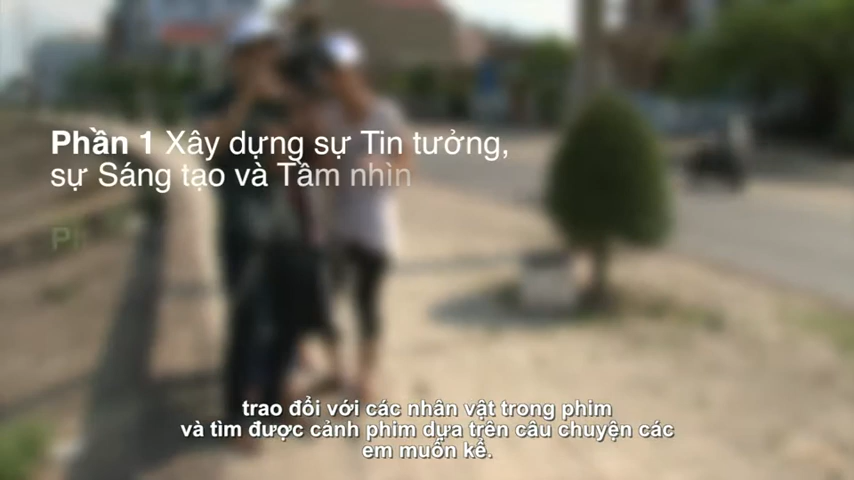 Phần 1 Xây dựng sự Tin tưởng,
sự Sáng tạo và Tầm nhìn
trao đổi với các nhân vật trong phim
và tìm được cảnh phim dựa trên câu chuyện các
em muốn kể.